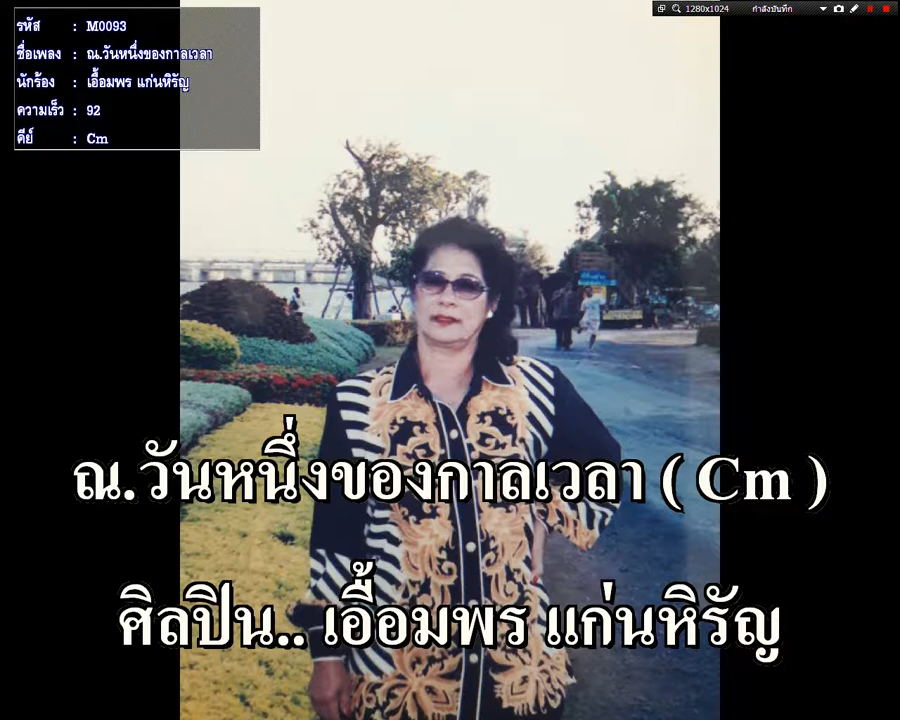 รหัส : M0093
ชื่อเพลง : ณ.วันหนึ่งของกาลเวลา
นักร้อง : เอื้อมพร แก่นหิรัญ
ความเร็ว : 92
คีย์ : Cm
1280x1024 กำลังบันทึก
ณ.วันหนึ่งของกาลเวลา ( Cm )
ศิลปิน.. เอื้อมพร แก่นหิรัญ